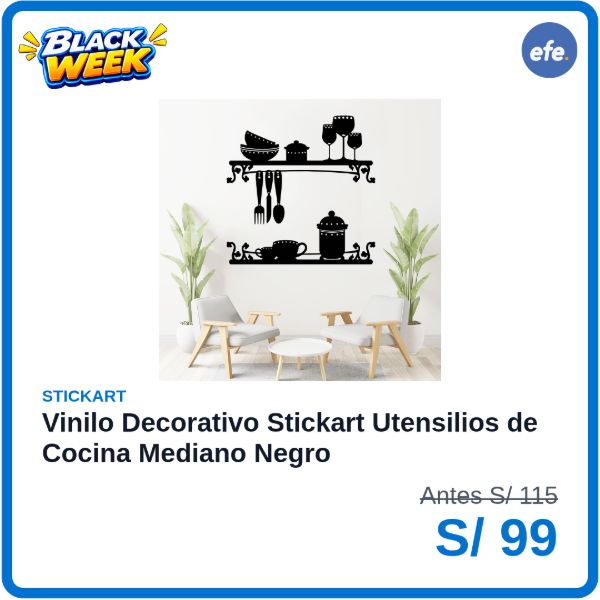 BLACK
WEEK
efe.
STICKART
Vinilo Decorativo Stickart Utensilios de
Cocina Mediano Negro
Antes S/ 115
S/ 99